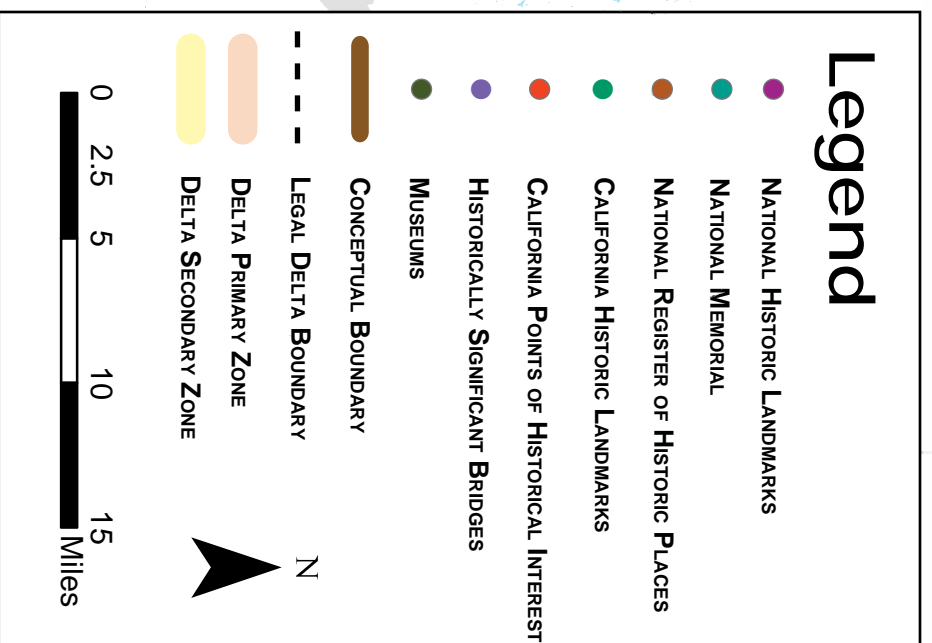 Legend
NATIONAL HISTORIC LANDMARKS
NATIONAL MEMORIAL
NATIONAL REGISTER OF HISTORIC PLACES
CALIFORNIA HISTORIC LANDMARKS
CALIFORNIA POINTS OF HISTORICAL INTEREST
HISTORICALLY SIGNIFICANT BRIDGES
MUSEUMS
CONCEPTUAL BOUNDARY
LEGAL DELTA BOUNDARY
DELTA PRIMARY ZONE
DELTA SECONDARY ZONE
N
0 2.5 5 10 15
Miles